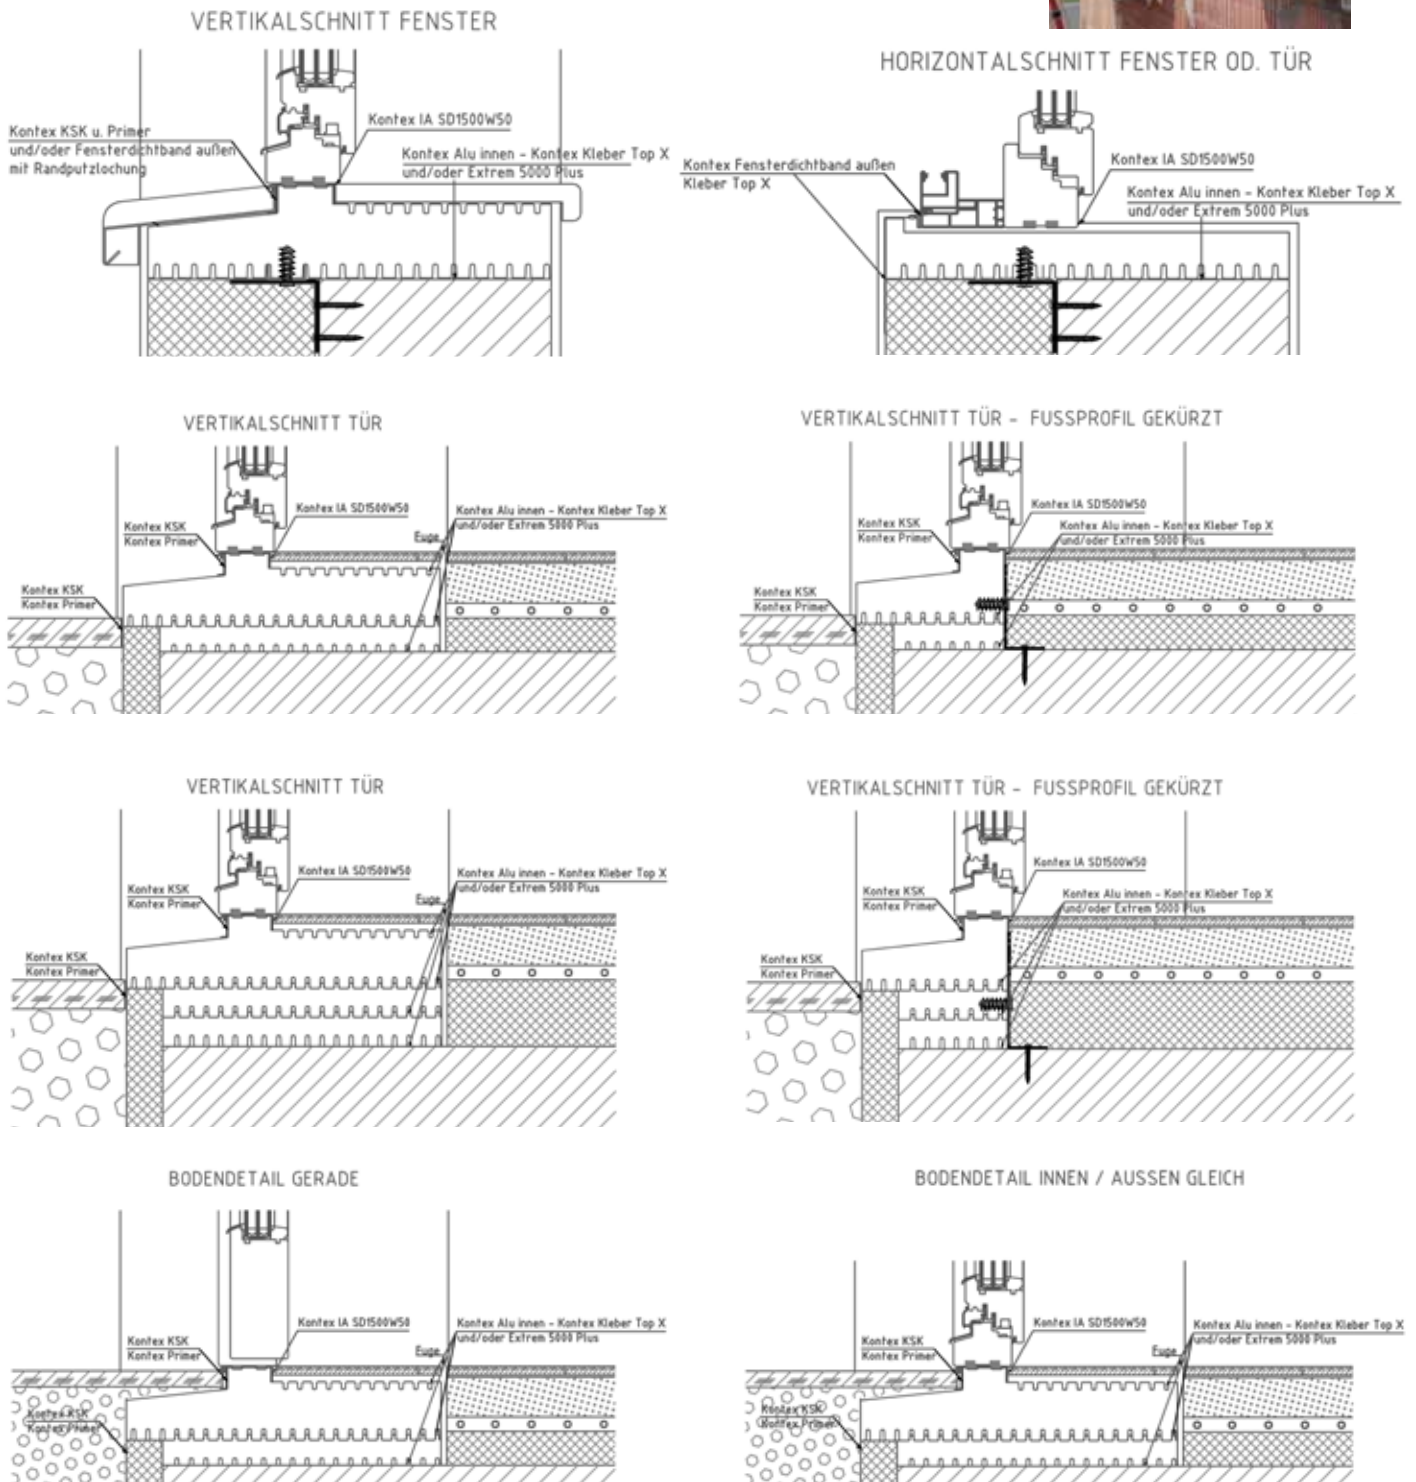 VERTIKALSCHNITT FENSTER
Kontex KSK u. Primer
und/oder Fensterdichtband außen
mit Randputzlochung
Kontex IA SD1500W50
Kontex Alu innen - Kontex Kleber Top X
und/oder Extrem 5000 Plus
HORIZONTALSCHNITT FENSTER OD. TÜR
Kontex Fensterdichtband außen
Kleber Top X
Kontex IA SD1500W50
Kontex Alu innen - Kontex Kleber Top X
und/oder Extrem 5000 Plus
VERTIKALSCHNITT TÜR
Kontex KSK
Kontex Primer
Kontex KSK
Kontex Primer
Kontex IA SD1500W50
Fuge
Kontex Alu innen - Kontex Kleber Top X
und/oder Extrem 5000 Plus
VERTIKALSCHNITT TÜR - FUSSPROFIL GEKÜRZT
Kontex KSK
Kontex Primer
Kontex KSK
Kontex Primer
Kontex IA SD1500W50
Kontex Alu innen - Kontex Kleber Top X
und/oder Extrem 5000 Plus
VERTIKALSCHNITT TÜR
Kontex KSK
Kontex Primer
Kontex KSK
Kontex Primer
Kontex IA SD1500W50
Fuge
Kontex Alu innen - Kontex Kleber Top X
und/oder Extrem 5000 Plus
VERTIKALSCHNITT TÜR - FUSSPROFIL GEKÜRZT
Kontex KSK
Kontex Primer
Kontex KSK
Kontex Primer
Kontex IA SD1500W50
Kontex Alu innen - Kontex Kleber Top X
und/oder Extrem 5000 Plus
BODENDETAIL GERADE
Kontex KSK
Kontex Primer
Kontex KSK
Kontex Primer
Kontex IA SD1500W50
Fuge
Kontex Alu innen - Kontex Kleber Top X
und/oder Extrem 5000 Plus
BODENDETAIL INNEN / AUSSEN GLEICH
Kontex KSK
Kontex Primer
Kontex KSK
Kontex Primer
Kontex IA SD1500W50
Fuge
Kontex Alu innen - Kontex Kleber Top X
und/oder Extrem 5000 Plus